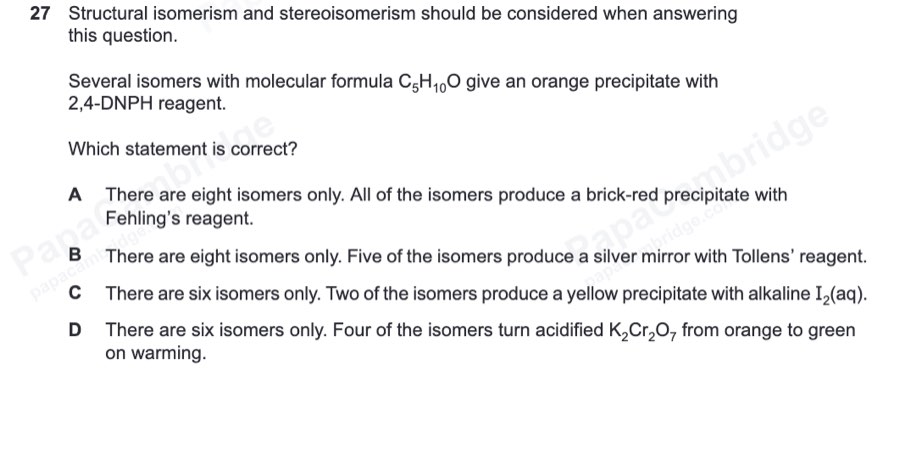 27 Structural isomerism and stereoisomerism should be considered when answering
this question.
Several isomers with molecular formula C₅H₁₀O give an orange precipitate with
2,4-DNPH reagent.
Which statement is correct?
A There are eight isomers only. All of the isomers produce a brick-red precipitate with
Fehling's reagent.
B There are eight isomers only. Five of the isomers produce a silver mirror with Tollens' reagent.
C There are six isomers only. Two of the isomers produce a yellow precipitate with alkaline I₂(aq).
D There are six isomers only. Four of the isomers turn acidified K₂Cr₂O₇ from orange to green
on warming.